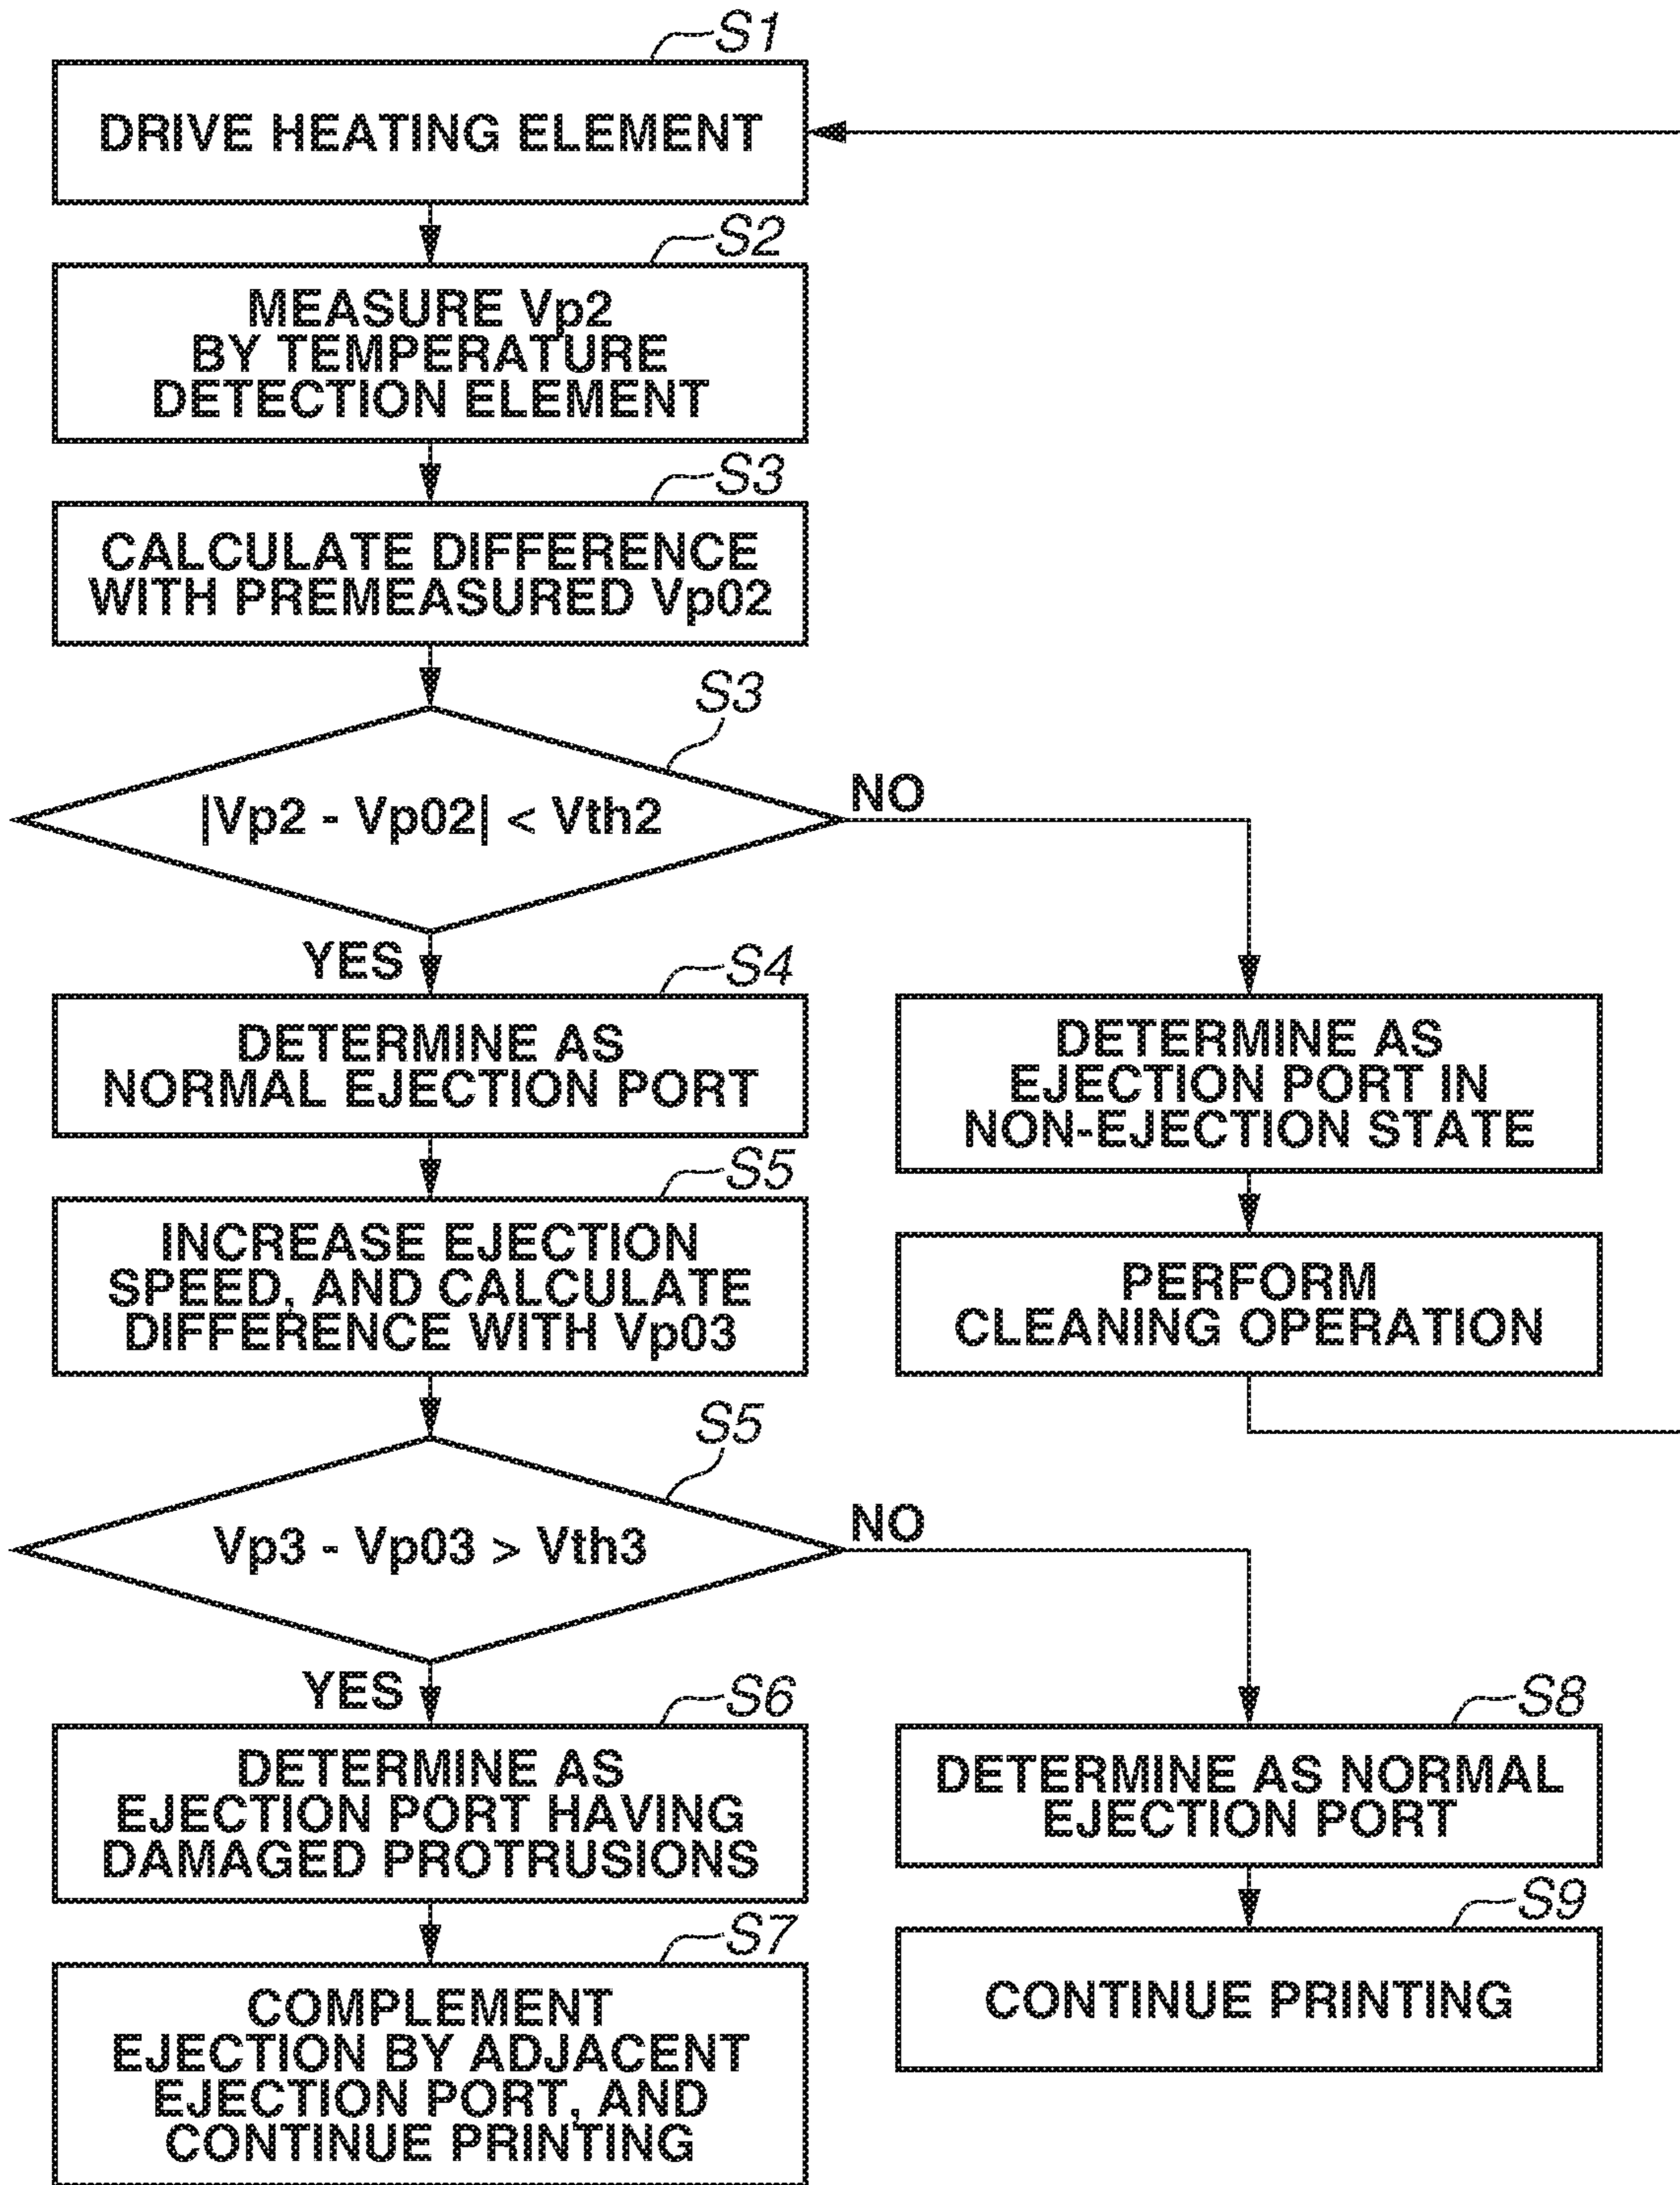 S1
DRIVE HEATING ELEMENT
S2
MEASURE Vp2
BY TEMPERATURE
DETECTION ELEMENT
S3
CALCULATE DIFFERENCE
WITH PREMEASURED Vp02
S3
|Vp2 - Vp02| < Vth2
NO
YES
S4
DETERMINE AS
NORMAL EJECTION PORT
DETERMINE AS
EJECTION PORT IN
NON-EJECTION STATE
S5
INCREASE EJECTION
SPEED, AND CALCULATE
DIFFERENCE WITH Vp03
PERFORM
CLEANING OPERATION
S5
Vp3 - Vp03 > Vth3
NO
YES
S6
DETERMINE AS
EJECTION PORT HAVING
DAMAGED PROTRUSIONS
S8
DETERMINE AS NORMAL
EJECTION PORT
S7
COMPLEMENT
EJECTION BY ADJACENT
EJECTION PORT, AND
CONTINUE PRINTING
S9
CONTINUE PRINTING